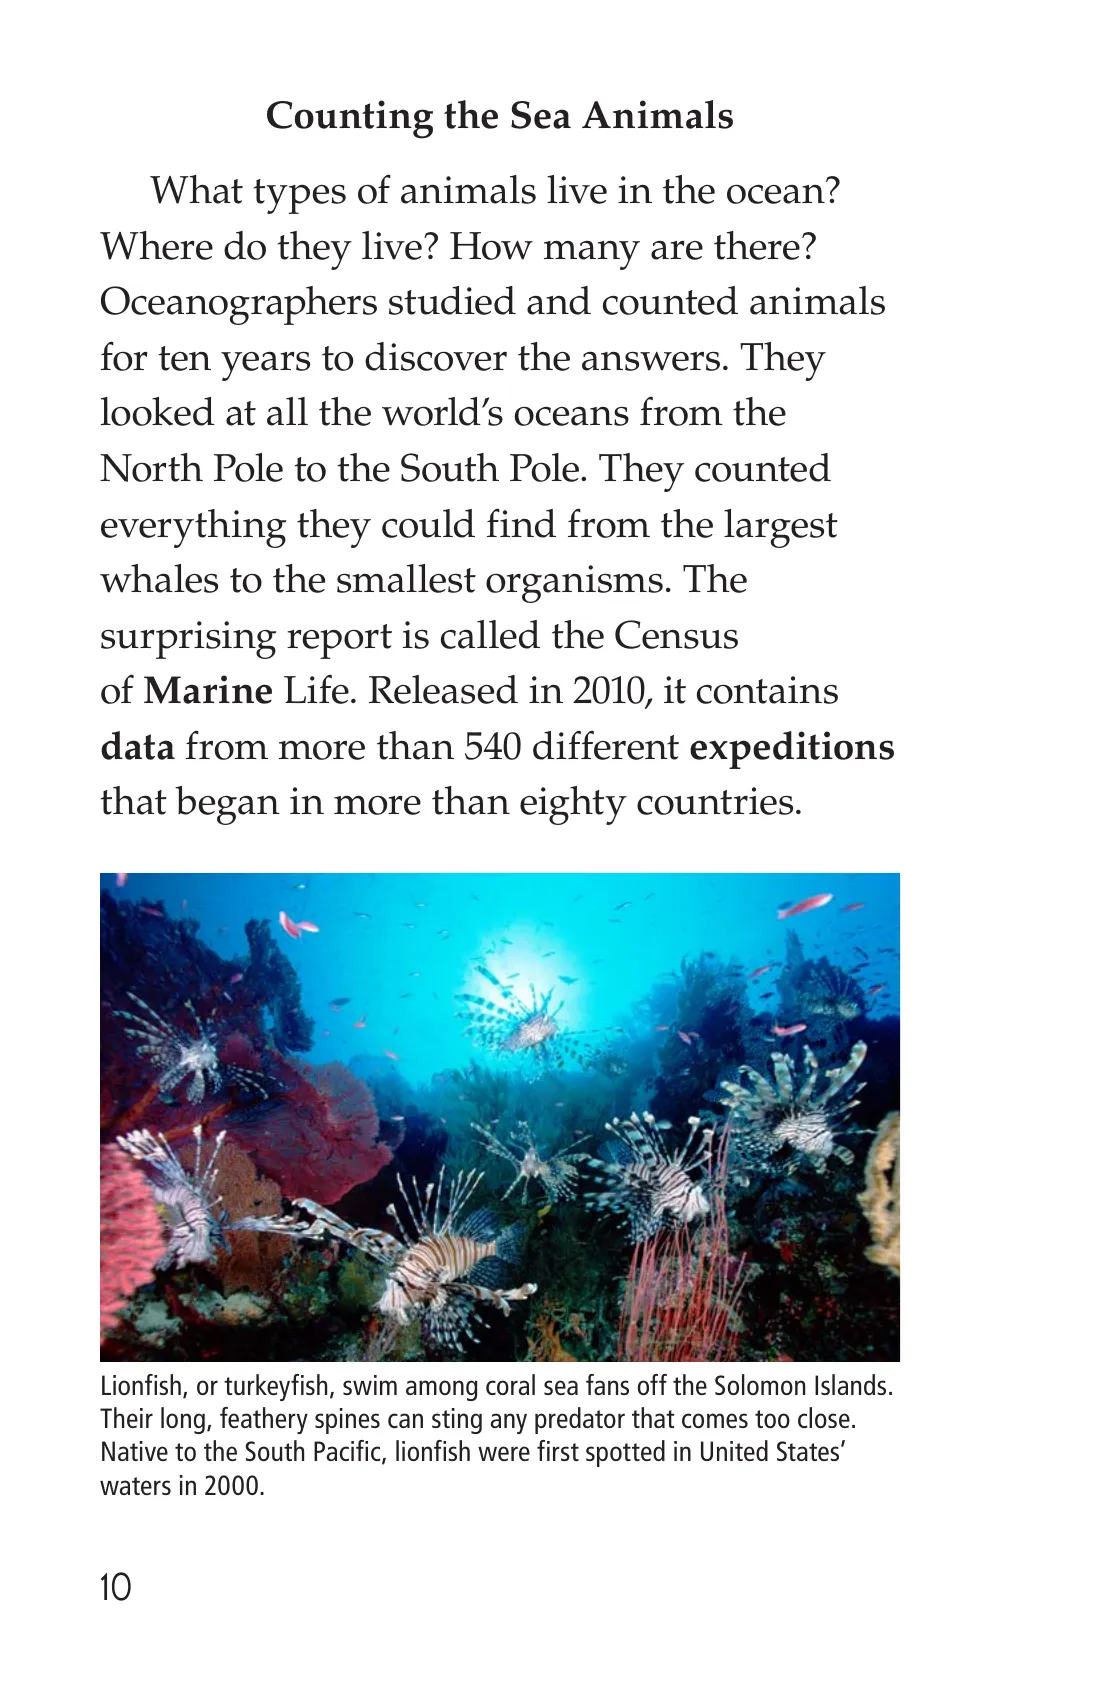 Counting the Sea Animals
What types of animals live in the ocean?
Where do they live? How many are there?
Oceanographers studied and counted animals
for ten years to discover the answers. They
looked at all the world’s oceans from the
North Pole to the South Pole. They counted
everything they could find from the largest
whales to the smallest organisms. The
surprising report is called the Census
of Marine Life. Released in 2010, it contains
data from more than 540 different expeditions
that began in more than eighty countries.
Lionfish, or turkeyfish, swim among coral sea fans off the Solomon Islands.
Their long, feathery spines can sting any predator that comes too close.
Native to the South Pacific, lionfish were first spotted in United States’
waters in 2000.
10